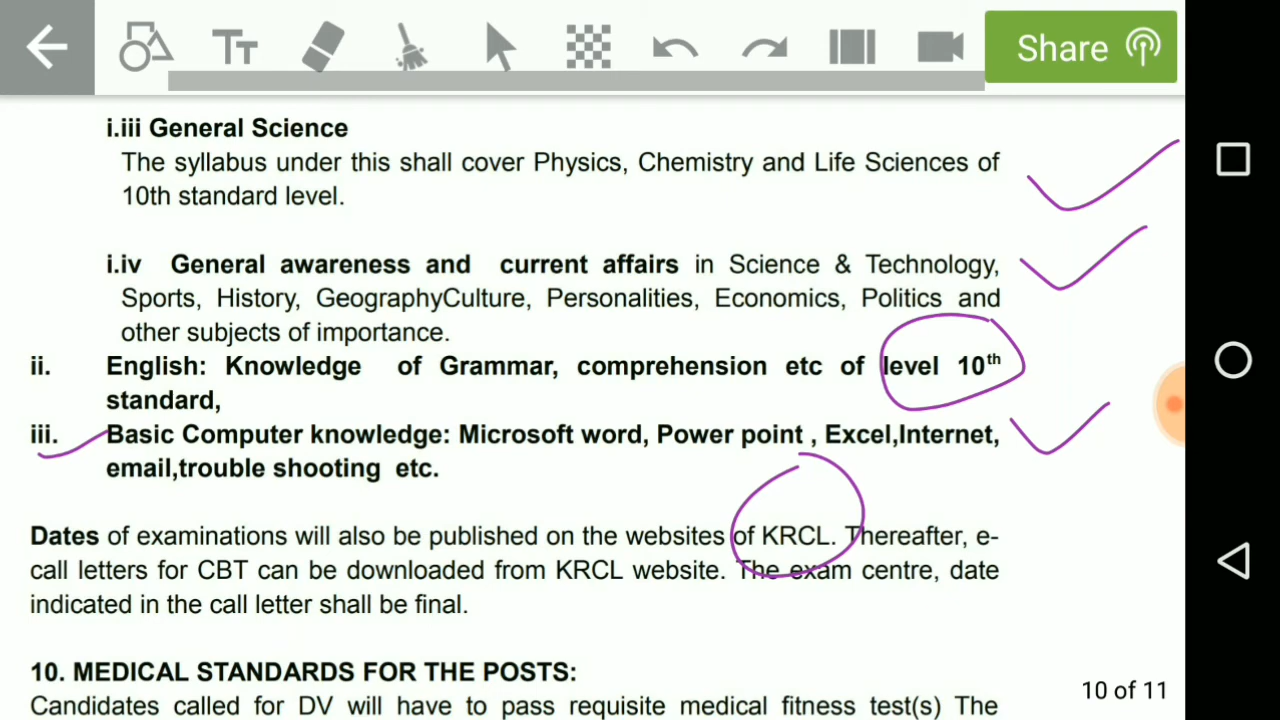 TT Share
i.iii General Science
The syllabus under this shall cover Physics, Chemistry and Life Sciences of
10th standard level.
i.iv General awareness and current affairs in Science & Technology,
Sports, History, GeographyCulture, Personalities, Economics, Politics and
other subjects of importance.
ii. English: Knowledge of Grammar, comprehension etc of level 10th
standard,
iii. Basic Computer knowledge: Microsoft word, Power point , Excel,Internet,
email,trouble shooting etc.
Dates of examinations will also be published on the websites of KRCL. Thereafter, e-
call letters for CBT can be downloaded from KRCL website. The exam centre, date
indicated in the call letter shall be final.
10. MEDICAL STANDARDS FOR THE POSTS:
Candidates called for DV will have to pass requisite medical fitness test(s) The
10 of 11